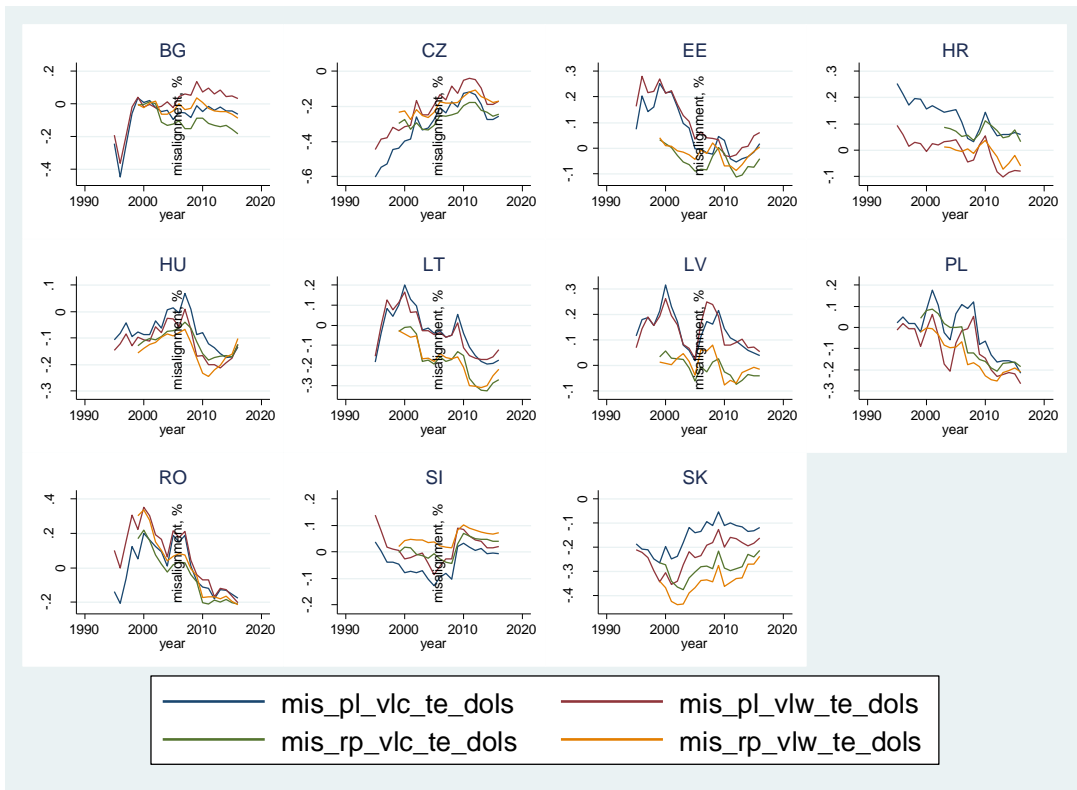 BG
CZ
EE
HR
.2
0
-.2
-.4
1990 2000 2010 2020
year
misalignment, %
0
-.2
-.4
-.6
1990 2000 2010 2020
year
misalignment, %
.3
.2
.1
0
-.1
1990 2000 2010 2020
year
misalignment, %
.3
.2
.1
0
-.1
1990 2000 2010 2020
year
HU
LT
LV
PL
.1
0
-.1
-.2
-.3
1990 2000 2010 2020
year
misalignment, %
.2
.1
0
-.1
-.2
-.3
1990 2000 2010 2020
year
misalignment, %
.3
.2
.1
0
-.1
1990 2000 2010 2020
year
misalignment, %
.2
.1
0
-.1
-.2
-.3
1990 2000 2010 2020
year
RO
SI
SK
.4
.2
0
-.2
1990 2000 2010 2020
year
misalignment, %
.2
.1
0
-.1
-.2
1990 2000 2010 2020
year
misalignment, %
0
-.1
-.2
-.3
-.4
1990 2000 2010 2020
year
mis_pl_vlc_te_dols mis_pl_vlw_te_dols
mis_rp_vlc_te_dols mis_rp_vlw_te_dols